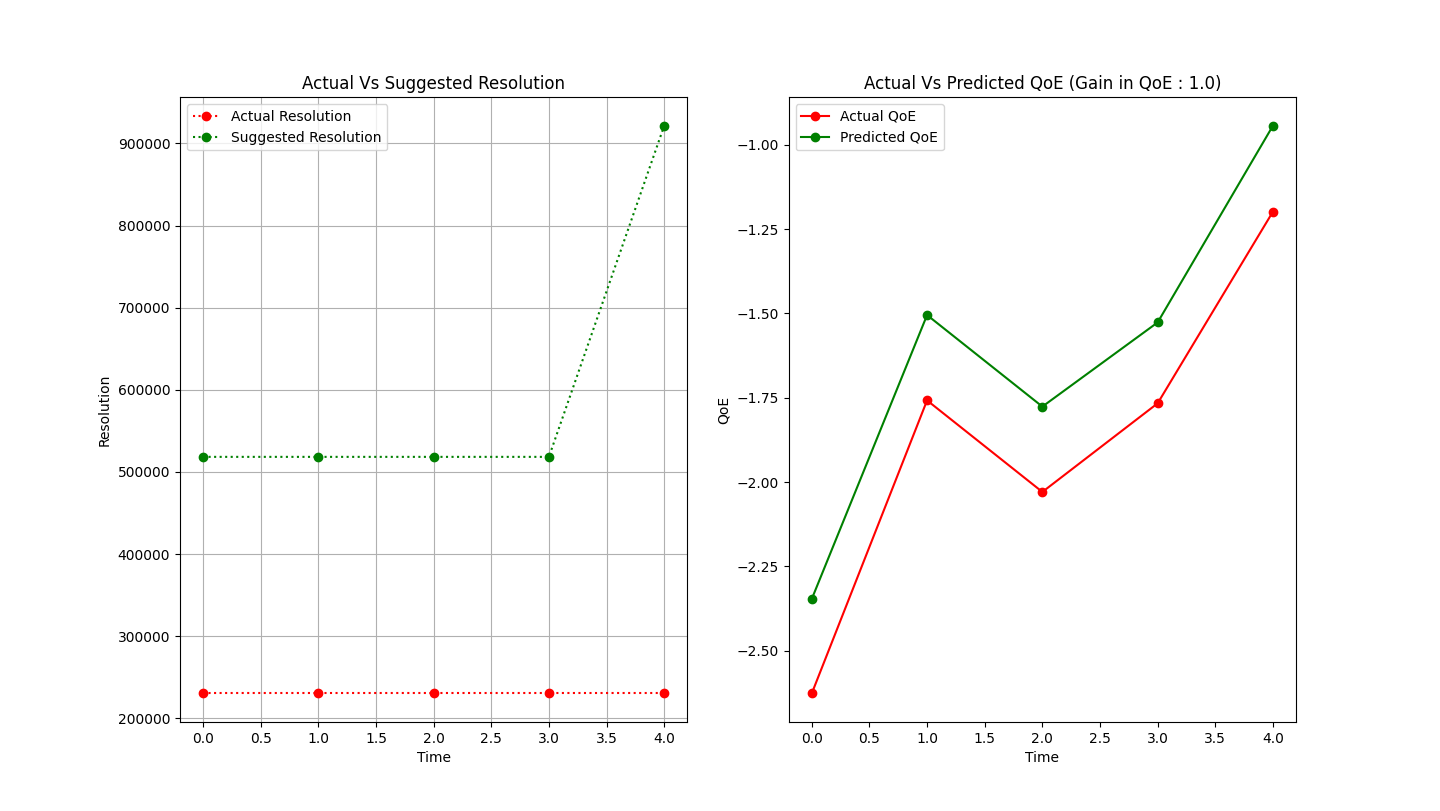 Actual Vs Suggested Resolution
Actual Resolution
Suggested Resolution
900000
800000
700000
600000
500000
400000
300000
200000
Resolution
0.0 0.5 1.0 1.5 2.0 2.5 3.0 3.5 4.0
Time
Actual Vs Predicted QoE (Gain in QoE : 1.0)
Actual QoE
Predicted QoE
−1.00
−1.25
−1.50
−1.75
−2.00
−2.25
−2.50
QoE
0.0 0.5 1.0 1.5 2.0 2.5 3.0 3.5 4.0
Time